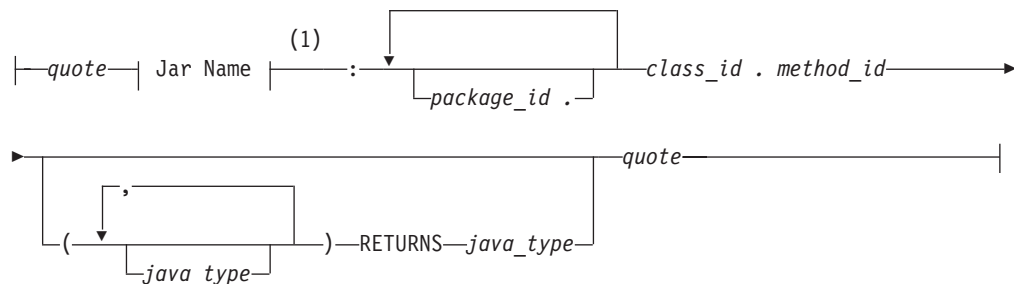 (1)
quote Jar Name : class_id . method_id
package_id .
quote
,
( ) RETURNS java_type
java type